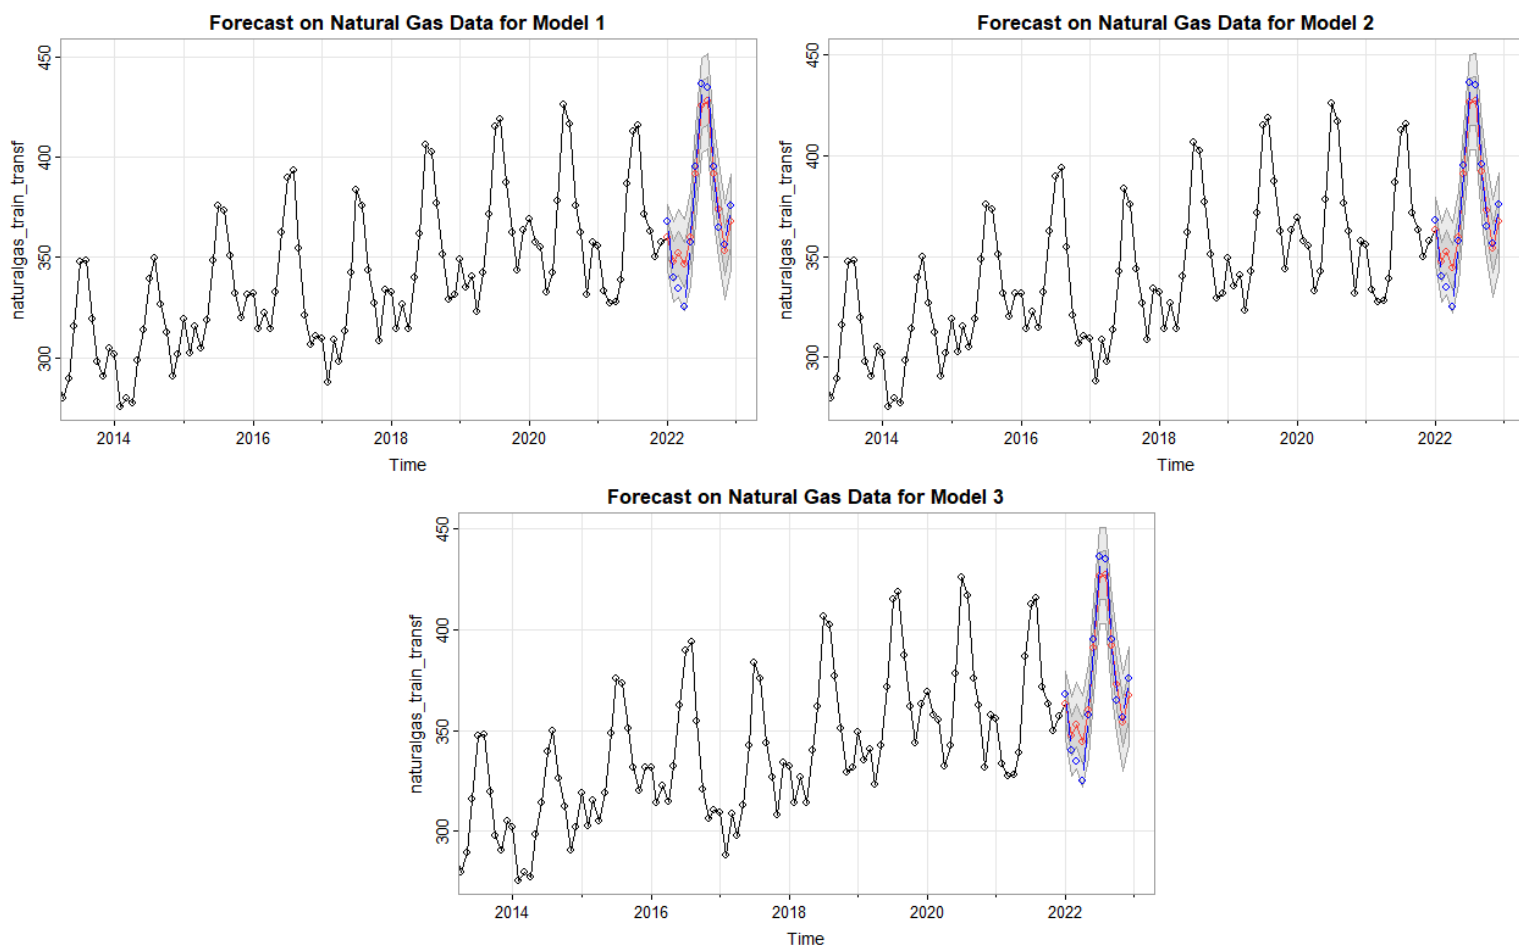 Forecast on Natural Gas Data for Model 1
naturalgas_train_transf
450
400
350
300
2014 2016 2018 2020 2022
Time
Forecast on Natural Gas Data for Model 2
naturalgas_train_transf
450
400
350
300
2014 2016 2018 2020 2022
Time
Forecast on Natural Gas Data for Model 3
naturalgas_train_transf
450
400
350
300
2014 2016 2018 2020 2022
Time